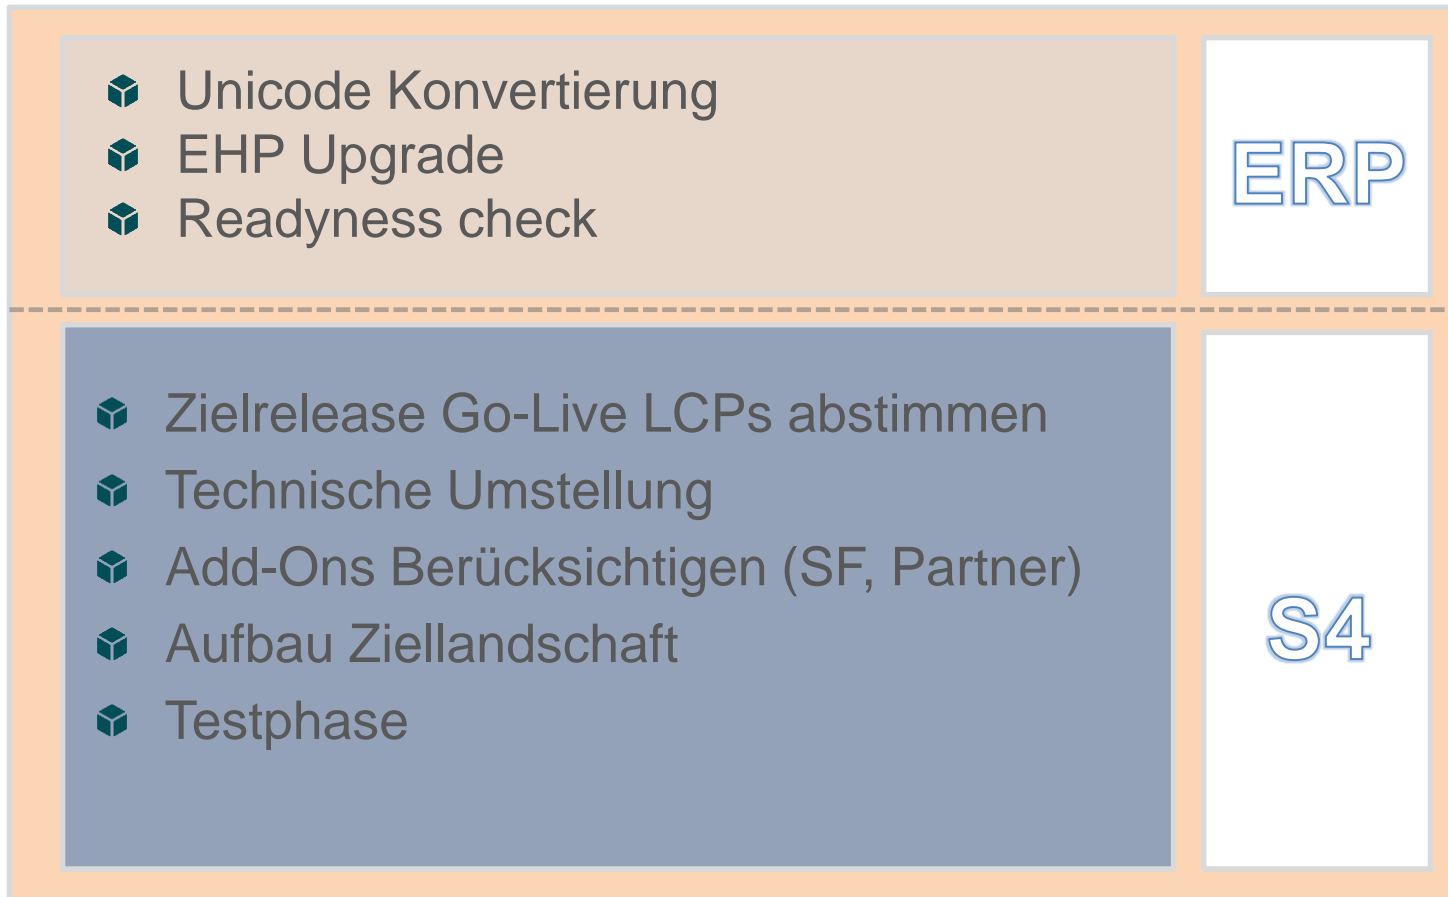 Unicode Konvertierung
EHP Upgrade
Readyness check
ERP
Zielrelease Go-Live LCPs abstimmen
Technische Umstellung
Add-Ons Berücksichtigen (SF, Partner)
Aufbau Ziellandschaft
Testphase
S4